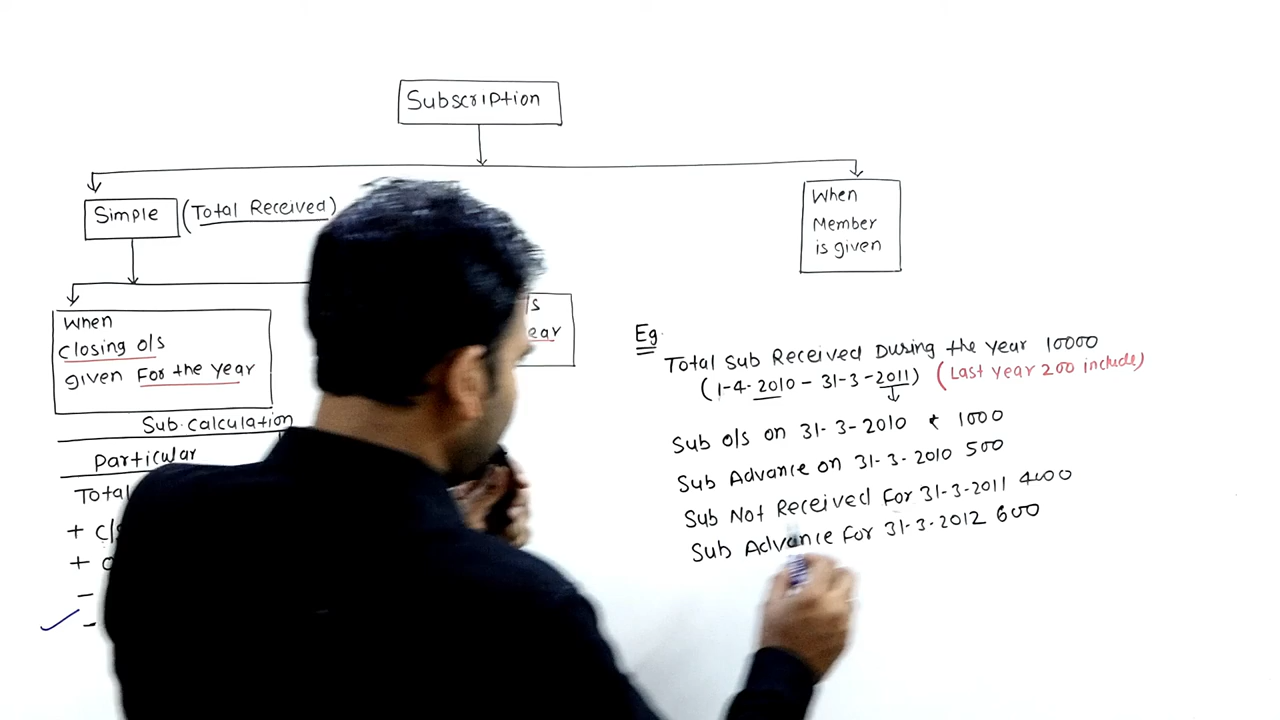 Subscription
Simple (Total Received)
When
Member
is given
When
closing o/s
given For the year
/s
ear
Sub. calculation
Particular
Total
+ c/s
+ o
-
-
Eg.
Total Sub Received During the year 10000
(1-4-2010 - 31-3-2011) (Last year 200 include)
Sub o/s on 31-3-2010 1000
Sub Advance on 31-3-2010 500
Sub Not Received For 31-3-2011
Sub Advance For 31-3-2012 600